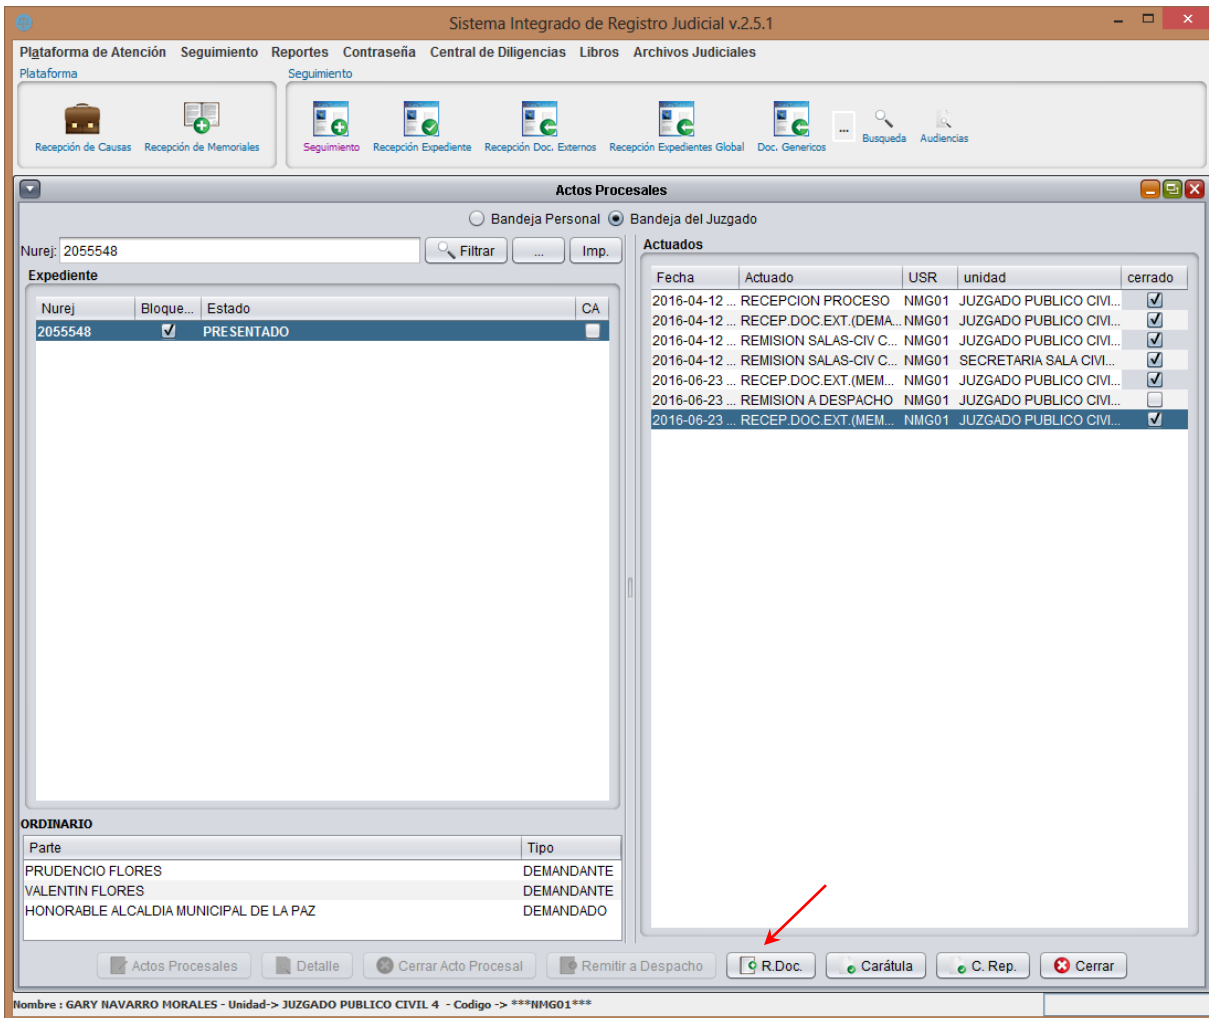 Sistema Integrado de Registro Judicial v.2.5.1
Plataforma de Atención Seguimiento Reportes Contraseña Central de Diligencias Libros Archivos Judiciales
Plataforma Seguimiento
Recepción de Causas Recepción de Memoriales Seguimiento Recepción Expediente Recepción Doc. Externos Recepción Expedientes Global Doc. Genericos ... Busqueda Audiencias
Actos Procesales
Bandeja Personal Bandeja del Juzgado
Nurej: 2055548 Filtrar ... Imp.
Expediente
Nurej Bloque... Estado CA
2055548 PRESENTADO
Actuados
Fecha Actuado USR unidad cerrado
2016-04-12 ... RECEPCION PROCESO NMG01 JUZGADO PUBLICO CIVI...
2016-04-12 ... RECEP.DOC.EXT.(DEMA... NMG01 JUZGADO PUBLICO CIVI...
2016-04-12 ... REMISION SALAS-CIV C... NMG01 JUZGADO PUBLICO CIVI...
2016-04-12 ... REMISION SALAS-CIV C... NMG01 SECRETARIA SALA CIVI...
2016-06-23 ... RECEP.DOC.EXT.(MEM... NMG01 JUZGADO PUBLICO CIVI...
2016-06-23 ... REMISION A DESPACHO NMG01 JUZGADO PUBLICO CIVI...
2016-06-23 ... RECEP.DOC.EXT.(MEM... NMG01 JUZGADO PUBLICO CIVI...
ORDINARIO
Parte Tipo
PRUDENCIO FLORES DEMANDANTE
VALENTIN FLORES DEMANDANTE
HONORABLE ALCALDIA MUNICIPAL DE LA PAZ DEMANDADO
Actos Procesales Detalle Cerrar Acto Procesal Remitir a Despacho R.Doc. Carátula C. Rep. Cerrar
Nombre : GARY NAVARRO MORALES - Unidad-> JUZGADO PUBLICO CIVIL 4 - Codigo -> ***NMG01***